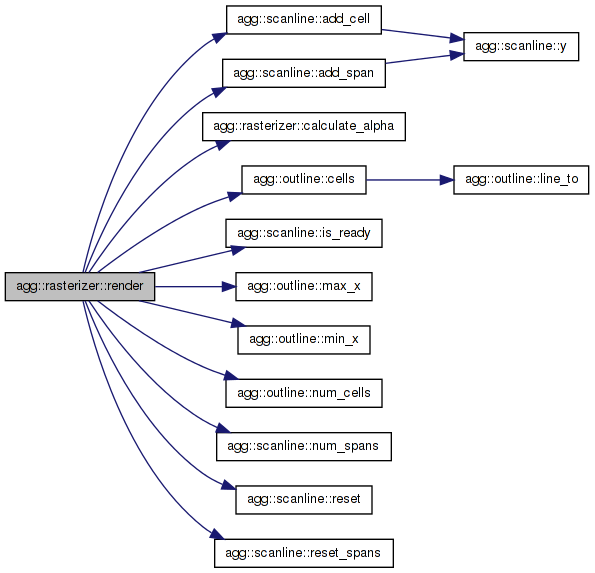 agg::scanline::add_cell
agg::scanline::y
agg::scanline::add_span
agg::rasterizer::calculate_alpha
agg::outline::cells
agg::outline::line_to
agg::scanline::is_ready
agg::rasterizer::render
agg::outline::max_x
agg::outline::min_x
agg::outline::num_cells
agg::scanline::num_spans
agg::scanline::reset
agg::scanline::reset_spans